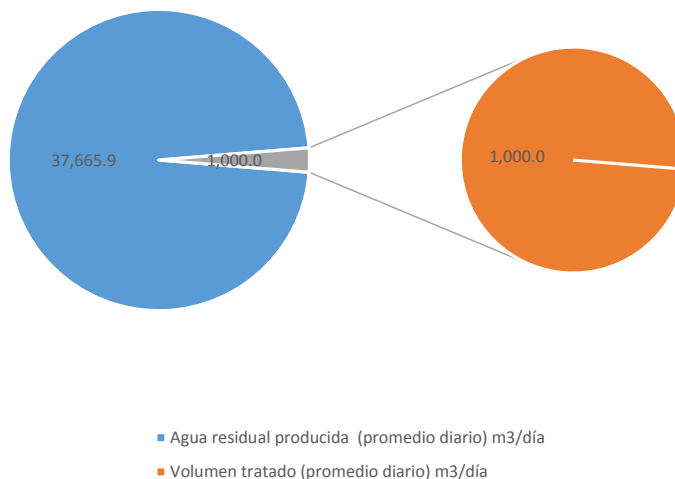 37,665.9
1,000.0
1,000.0
Agua residual producida  (promedio diario) m3/día
Volumen tratado (promedio diario) m3/día